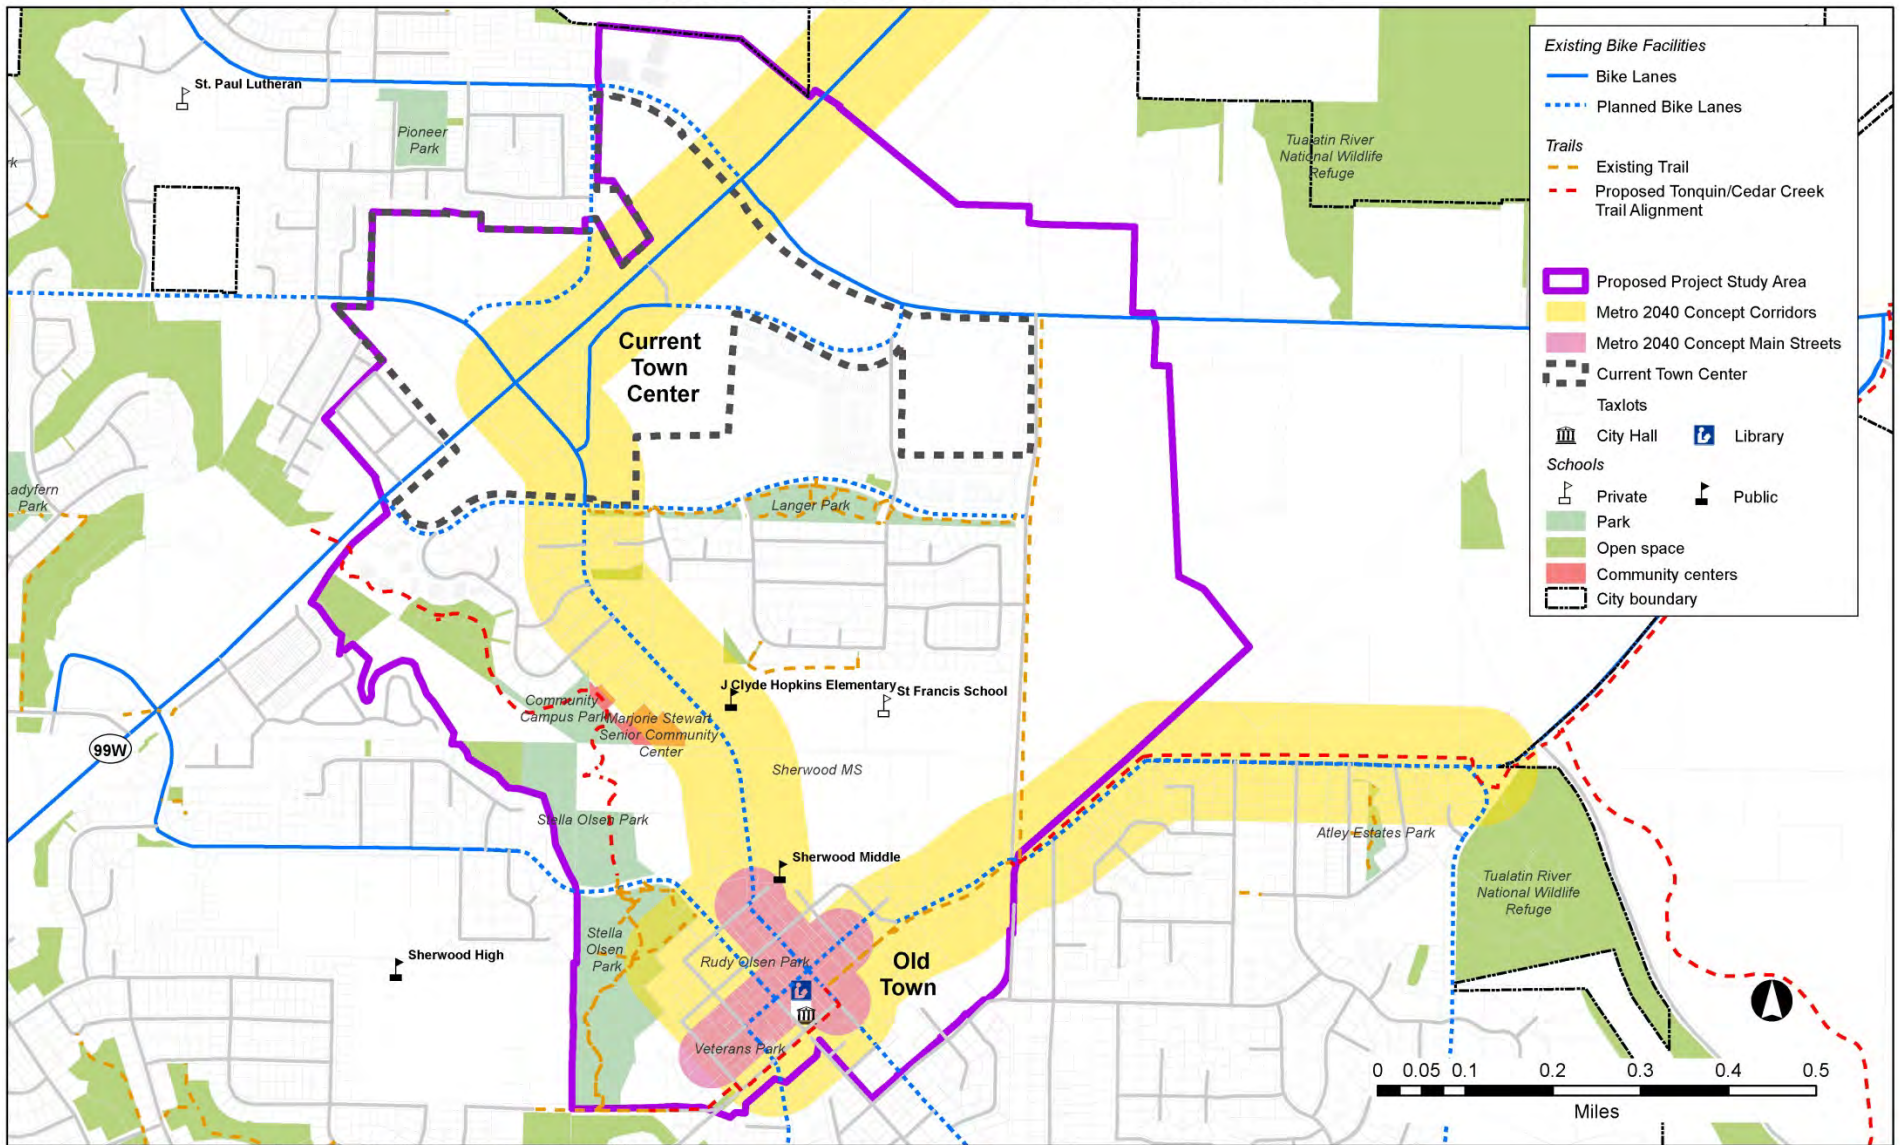 St. Paul Lutheran
Pioneer
Park
Tualatin River
National Wildlife
Refuge
Existing Bike Facilities
Bike Lanes
Planned Bike Lanes
Trails
Existing Trail
Proposed Tonquin/Cedar Creek
Trail Alignment
Proposed Project Study Area
Metro 2040 Concept Corridors
Metro 2040 Concept Main Streets
Current Town Center
Taxlots
City Hall
Library
Schools
Private
Public
Park
Open space
Community centers
City boundary
Current
Town
Center
Ladyfern
Park
Langer Park
J Clyde Hopkins Elementary
St Francis School
Community
Campus Park
Marjorie Stewart
Senior Community
Center
99W
Sherwood MS
Stella Olsen Park
Atley Estates Park
Sherwood Middle
Tualatin River
National Wildlife
Refuge
Stella
Olsen
Park
Sherwood High
Rudy Olsen Park
Old
Town
Veterans Park
0 0.05 0.1 0.2 0.3 0.4 0.5
Miles